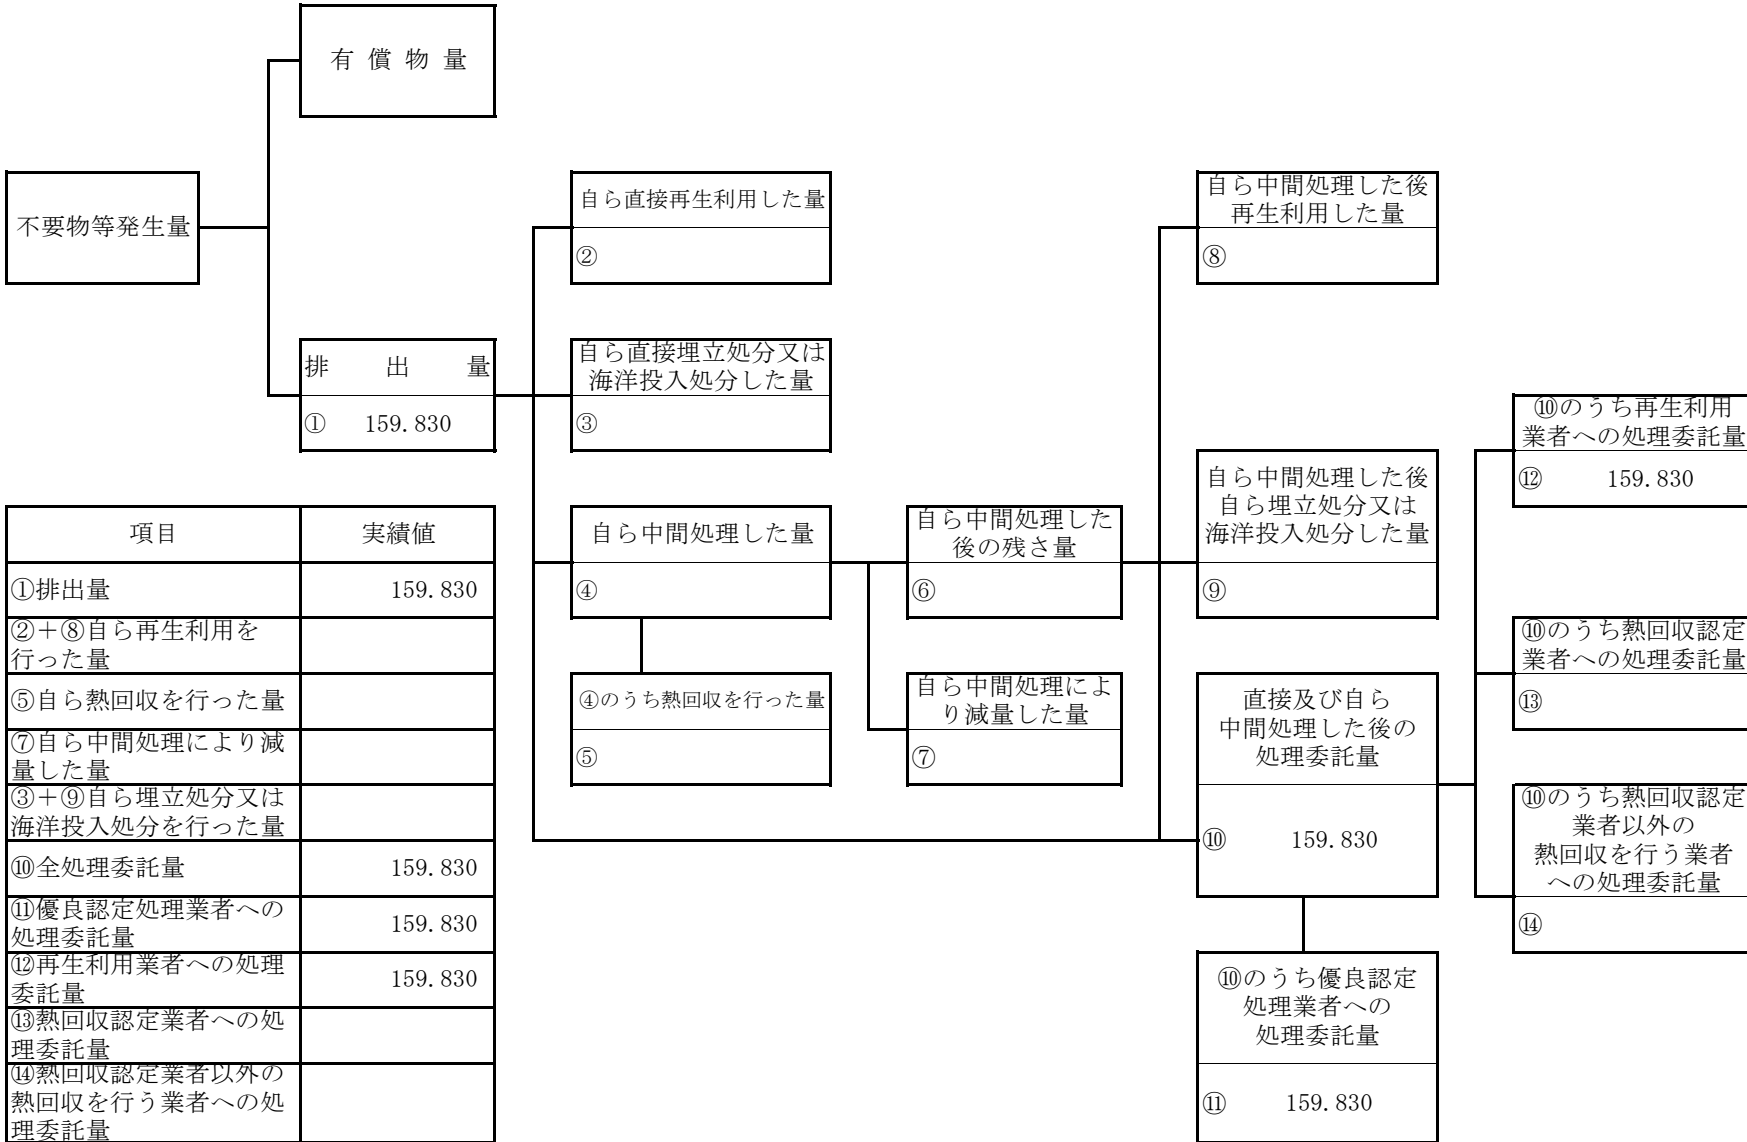 有償物量
不要物等発生量
自ら直接再生利用した量
②
自ら中間処理した後
再生利用した量
⑧
排出量
① 159.830
自ら直接埋立処分又は
海洋投入処分した量
③
⑩のうち再生利用
業者への処理委託量
⑫ 159.830
自ら中間処理した後
自ら埋立処分又は
海洋投入処分した量
⑨
自ら中間処理した量
④
自ら中間処理した
後の残さ量
⑥
⑩のうち熱回収認定
業者への処理委託量
⑬
④のうち熱回収を行った量
⑤
自ら中間処理によ
り減量した量
⑦
直接及び自ら
中間処理した後の
処理委託量
⑩ 159.830
⑩のうち熱回収認定
業者以外の
熱回収を行う業者
への処理委託量
⑭
⑩のうち優良認定
処理業者への
処理委託量
⑪ 159.830
項目 実績値
①排出量 159.830
②＋⑧自ら再生利用を
行った量
⑤自ら熱回収を行った量
⑦自ら中間処理により減
量した量
③＋⑨自ら埋立処分又は
海洋投入処分を行った量
⑩全処理委託量 159.830
⑪優良認定処理業者への
処理委託量 159.830
⑫再生利用業者への処理
委託量 159.830
⑬熱回収認定業者への処
理委託量
⑭熱回収認定業者以外の
熱回収を行う業者への処
理委託量